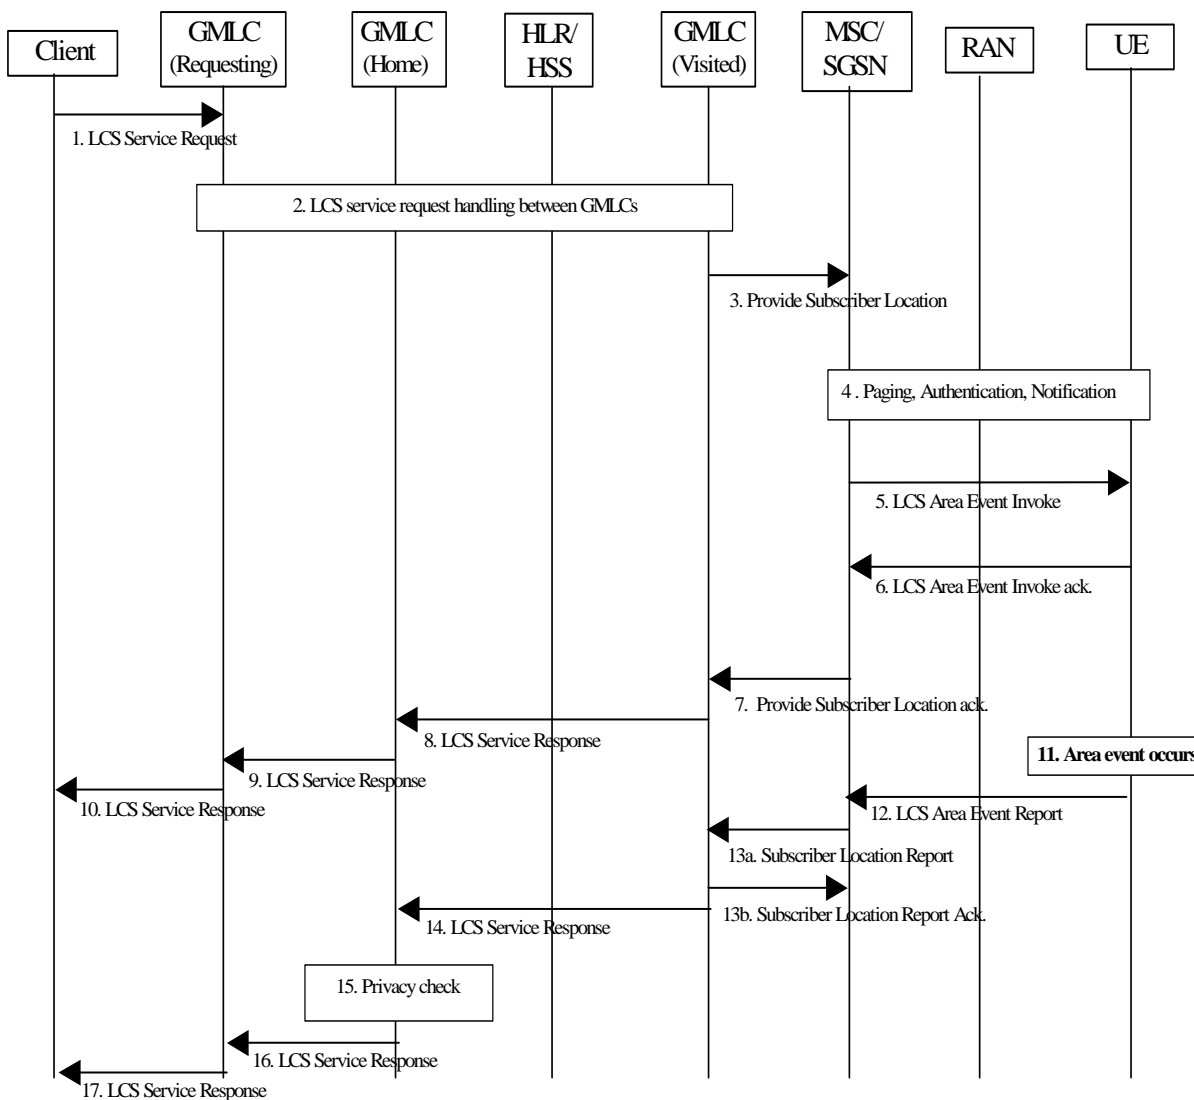 Client
GMLC
(Requesting)
GMLC
(Home)
HLR/
HSS
GMLC
(Visited)
MSC/
SGSN
RAN
UE
1. LCS Service Request
2. LCS service request handling between GMLCs
3. Provide Subscriber Location
4 . Paging, Authentication, Notification
5. LCS Area Event Invoke
6. LCS Area Event Invoke ack.
7. Provide Subscriber Location ack.
8. LCS Service Response
9. LCS Service Response
10. LCS Service Response
11. Area event occurs
12. LCS Area Event Report
13a. Subscriber Location Report
13b. Subscriber Location Report Ack.
14. LCS Service Response
15. Privacy check
16. LCS Service Response
17. LCS Service Response